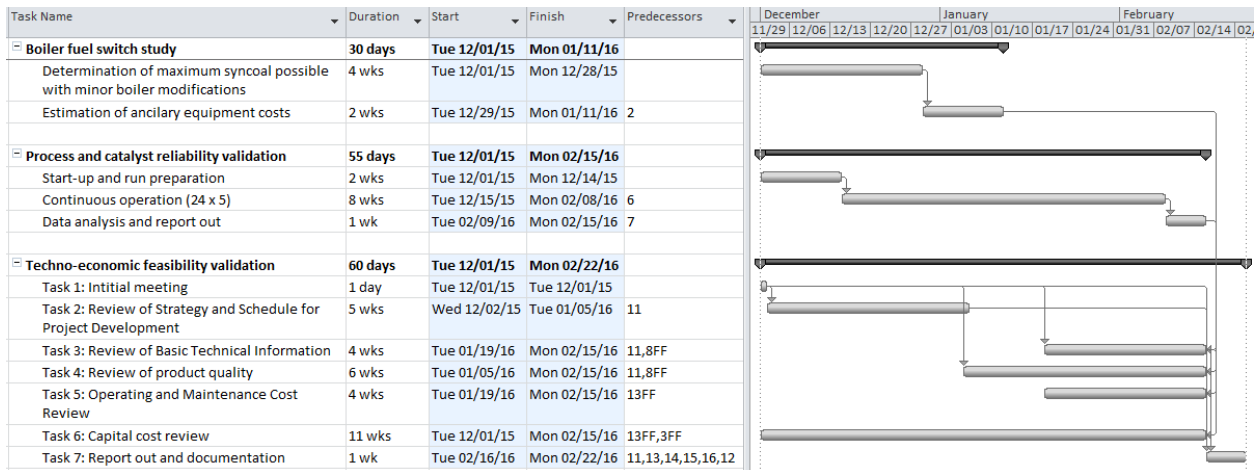 Task Name Duration Start Finish Predecessors December January February
11/29 12/06 12/13 12/20 12/27 01/03 01/10 01/17 01/24 01/31 02/07 02/14 02/
Boiler fuel switch study 30 days Tue 12/01/15 Mon 01/11/16
Determination of maximum syncoal possible 4 wks Tue 12/01/15 Mon 12/28/15
with minor boiler modifications
Estimation of ancilary equipment costs 2 wks Tue 12/29/15 Mon 01/11/16 2
Process and catalyst reliability validation 55 days Tue 12/01/15 Mon 02/15/16
Start-up and run preparation 2 wks Tue 12/01/15 Mon 12/14/15
Continuous operation (24 x 5) 8 wks Tue 12/15/15 Mon 02/08/16 6
Data analysis and report out 1 wk Tue 02/09/16 Mon 02/15/16 7
Techno-economic feasibility validation 60 days Tue 12/01/15 Mon 02/22/16
Task 1: Intitial meeting 1 day Tue 12/01/15 Tue 12/01/15
Task 2: Review of Strategy and Schedule for 5 wks Wed 12/02/15 Tue 01/05/16 11
Project Development
Task 3: Review of Basic Technical Information 4 wks Tue 01/19/16 Mon 02/15/16 11,8FF
Task 4: Review of product quality 6 wks Tue 01/05/16 Mon 02/15/16 11,8FF
Task 5: Operating and Maintenance Cost 4 wks Tue 01/19/16 Mon 02/15/16 13FF
Review
Task 6: Capital cost review 11 wks Tue 12/01/15 Mon 02/15/16 13FF,3FF
Task 7: Report out and documentation 1 wk Tue 02/16/16 Mon 02/22/16 11,13,14,15,16,12